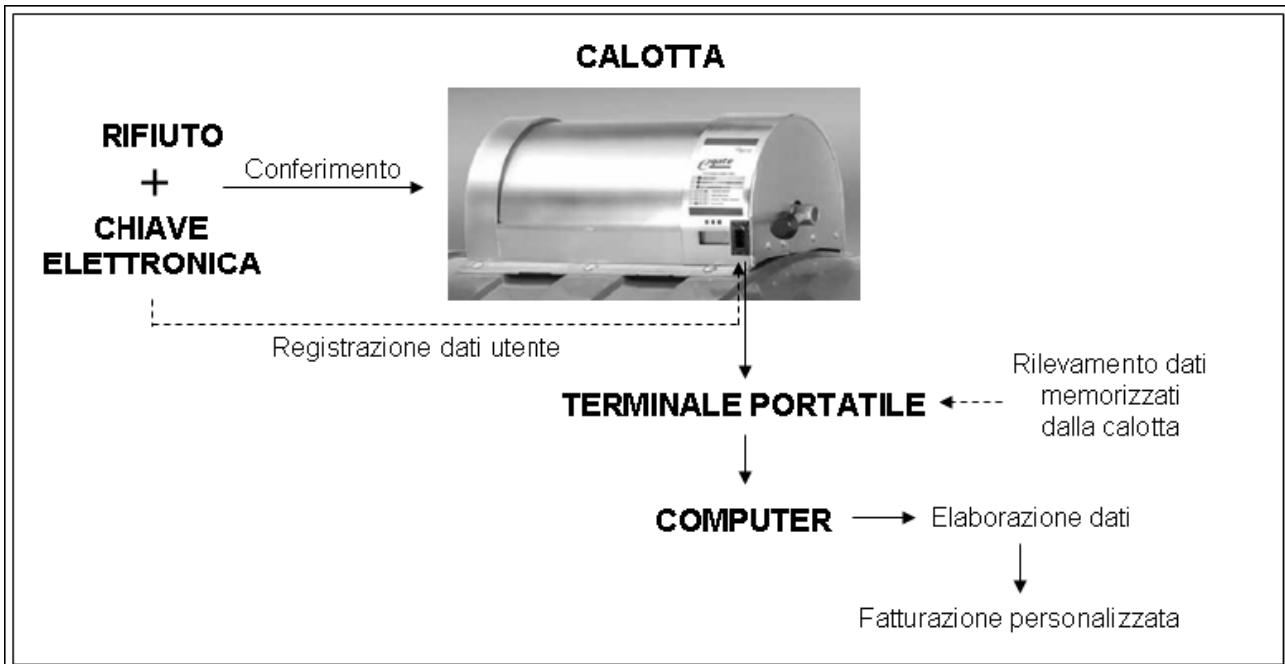 CALOTTA
RIFIUTO
+
CHIAVE
ELETTRONICA
Conferimento
egate
Registrazione dati utente
TERMINALE PORTATILE
Rilevamento dati
memorizzati
dalla calotta
COMPUTER
Elaborazione dati
Fatturazione personalizzata